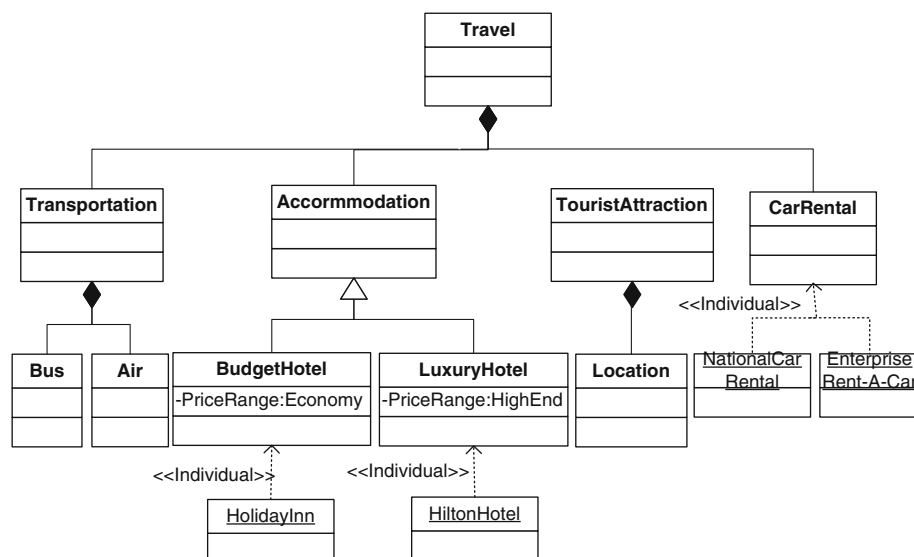 Travel
Transportation
Accormmodation
TouristAttraction
CarRental
<<Individual>>
Bus
Air
BudgetHotel
-PriceRange:Economy
LuxuryHotel
-PriceRange:HighEnd
Location
NationalCar
Rental
Enterprise
Rent-A-Car
<<Individual>>
<<Individual>>
HolidayInn
HiltonHotel